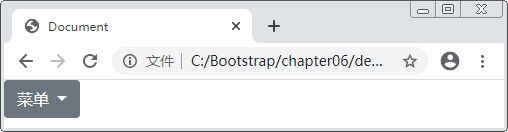 Document
文件 C:/Bootstrap/chapter06/de...
菜单